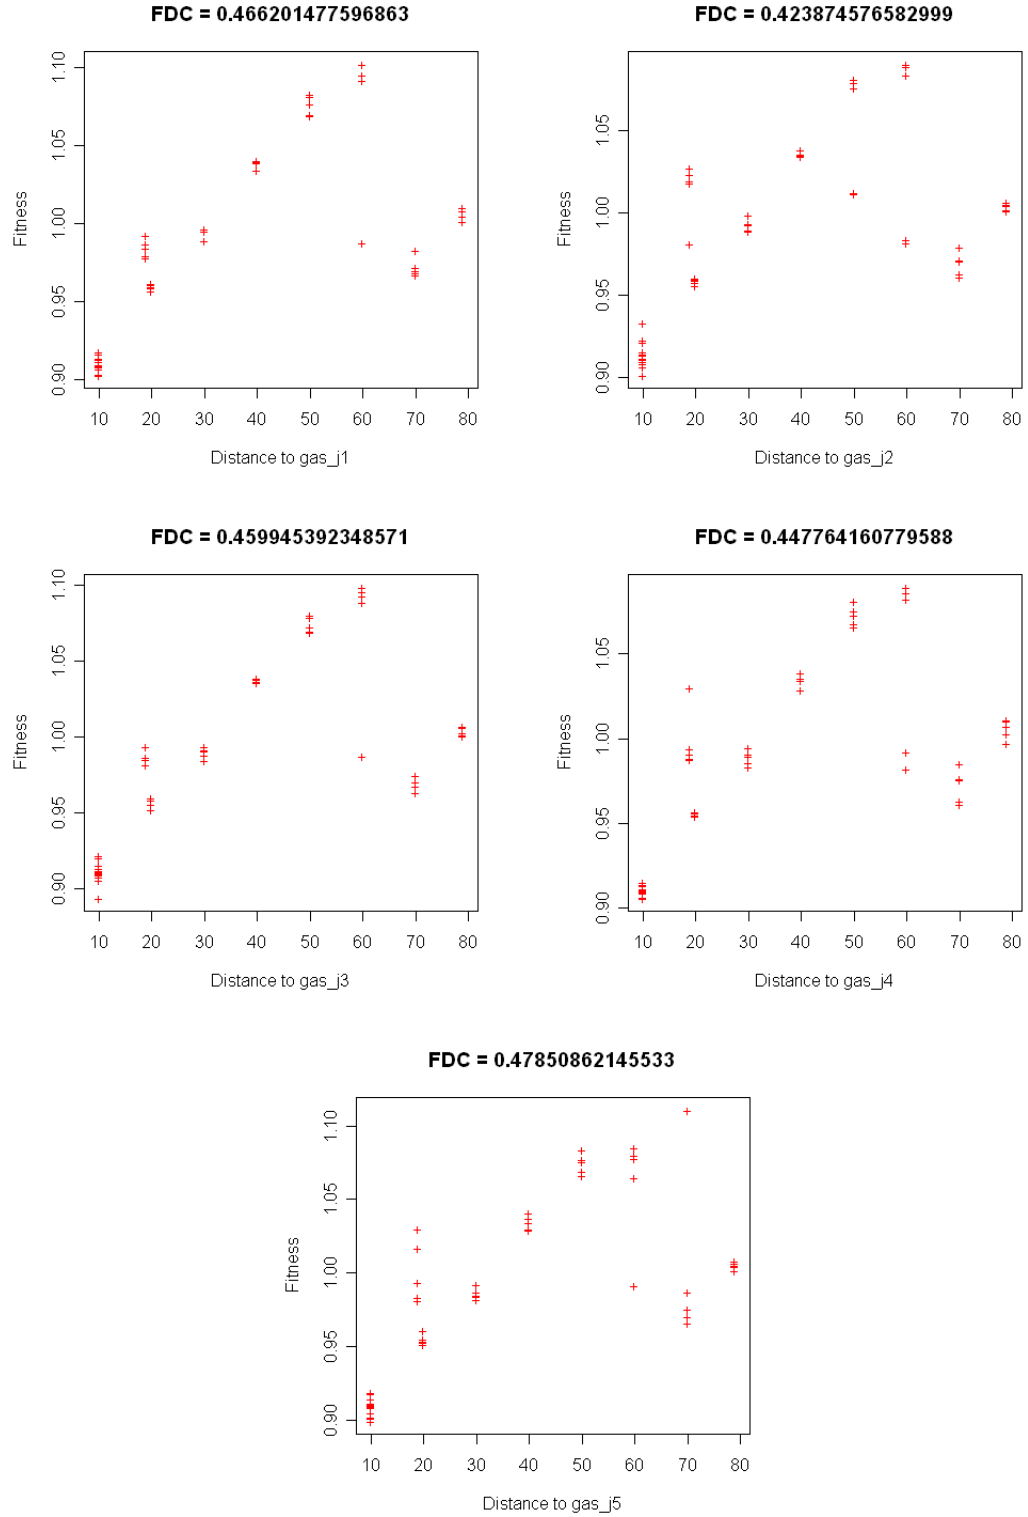 FDC = 0.466201477596863
Fitness
1.10
1.05
1.00
0.95
0.90
10 20 30 40 50 60 70 80
Distance to gas_j1
FDC = 0.423874576582999
Fitness
1.05
1.00
0.95
0.90
10 20 30 40 50 60 70 80
Distance to gas_j2
FDC = 0.459945392348571
Fitness
1.10
1.05
1.00
0.95
0.90
10 20 30 40 50 60 70 80
Distance to gas_j3
FDC = 0.447764160779588
Fitness
1.05
1.00
0.95
0.90
10 20 30 40 50 60 70 80
Distance to gas_j4
FDC = 0.47850862145533
Fitness
1.10
1.05
1.00
0.95
0.90
10 20 30 40 50 60 70 80
Distance to gas_j5